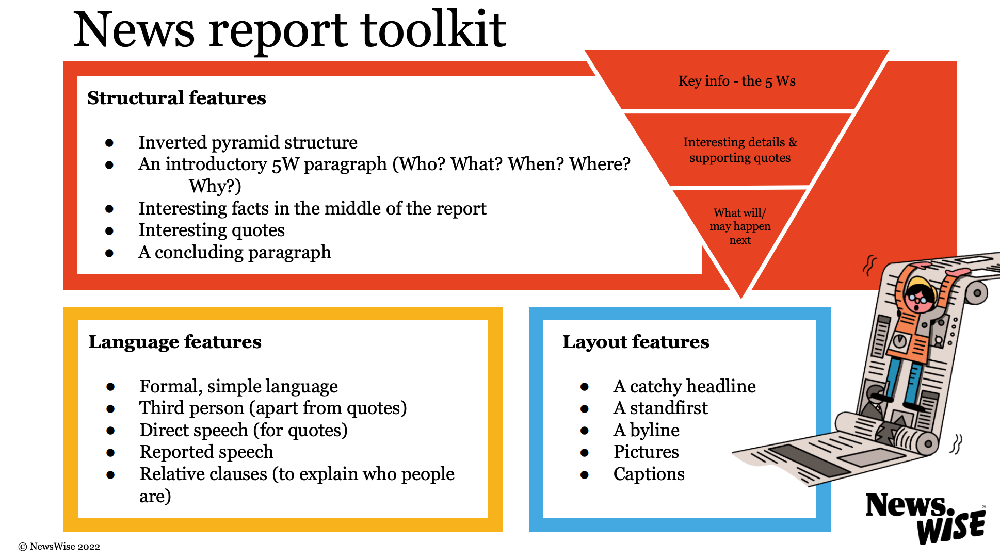 News report toolkit
Structural features
● Inverted pyramid structure
● An introductory 5W paragraph (Who? What? When? Where?
Why?)
● Interesting facts in the middle of the report
● Interesting quotes
● A concluding paragraph
Key info - the 5 Ws
Interesting details &
supporting quotes
What will/
may happen
next
Language features
● Formal, simple language
● Third person (apart from quotes)
● Direct speech (for quotes)
● Reported speech
● Relative clauses (to explain who people
are)
Layout features
● A catchy headline
● A standfirst
● A byline
● Pictures
● Captions
News.
WISE®
© NewsWise 2022